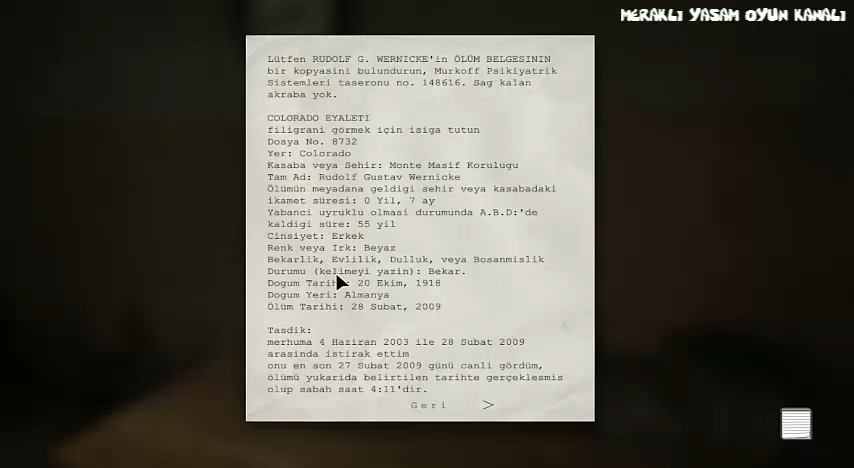 MERAKLI YASAM OYUN KANALI
Lütfen RUDOLF G. WERNICKE'in ÖLÜM BELGESININ
bir kopyasini bulundurun, Murkoff Psikiyatrik
Sistemleri taseronu no. 148616. Sag kalan
akraba yok.
COLORADO EYALETI
filigrani görmek için isiga tutun
Dosya No. 8732
Yer: Colorado
Kasaba veya Sehir: Monte Masif Korulugu
Tam Ad: Rudolf Gustav Wernicke
Ölümün meyadana geldigi sehir veya kasabadaki
ikamet süresi: 0 Yil, 7 ay
Yabanci uyruklu olmasi durumunda A.B.D:'de
kaldigi süre: 55 yil
Cinsiyet: Erkek
Renk veya Irk: Beyaz
Bekarlik, Evlilik, Dulluk, veya Bosanmislik
Durumu (kelimeyi yazin): Bekar.
Dogum Tarihi: 20 Ekim, 1918
Dogum Yeri: Almanya
Ölüm Tarihi: 28 Subat, 2009
Tasdik:
merhuma 4 Haziran 2003 ile 28 Subat 2009
arasinda istirak ettim
onu en son 27 Subat 2009 günü canli gördüm,
ölümü yukarida belirtilen tarihte gerçeklesmis
olup sabah saat 4:11'dir.
Geri >